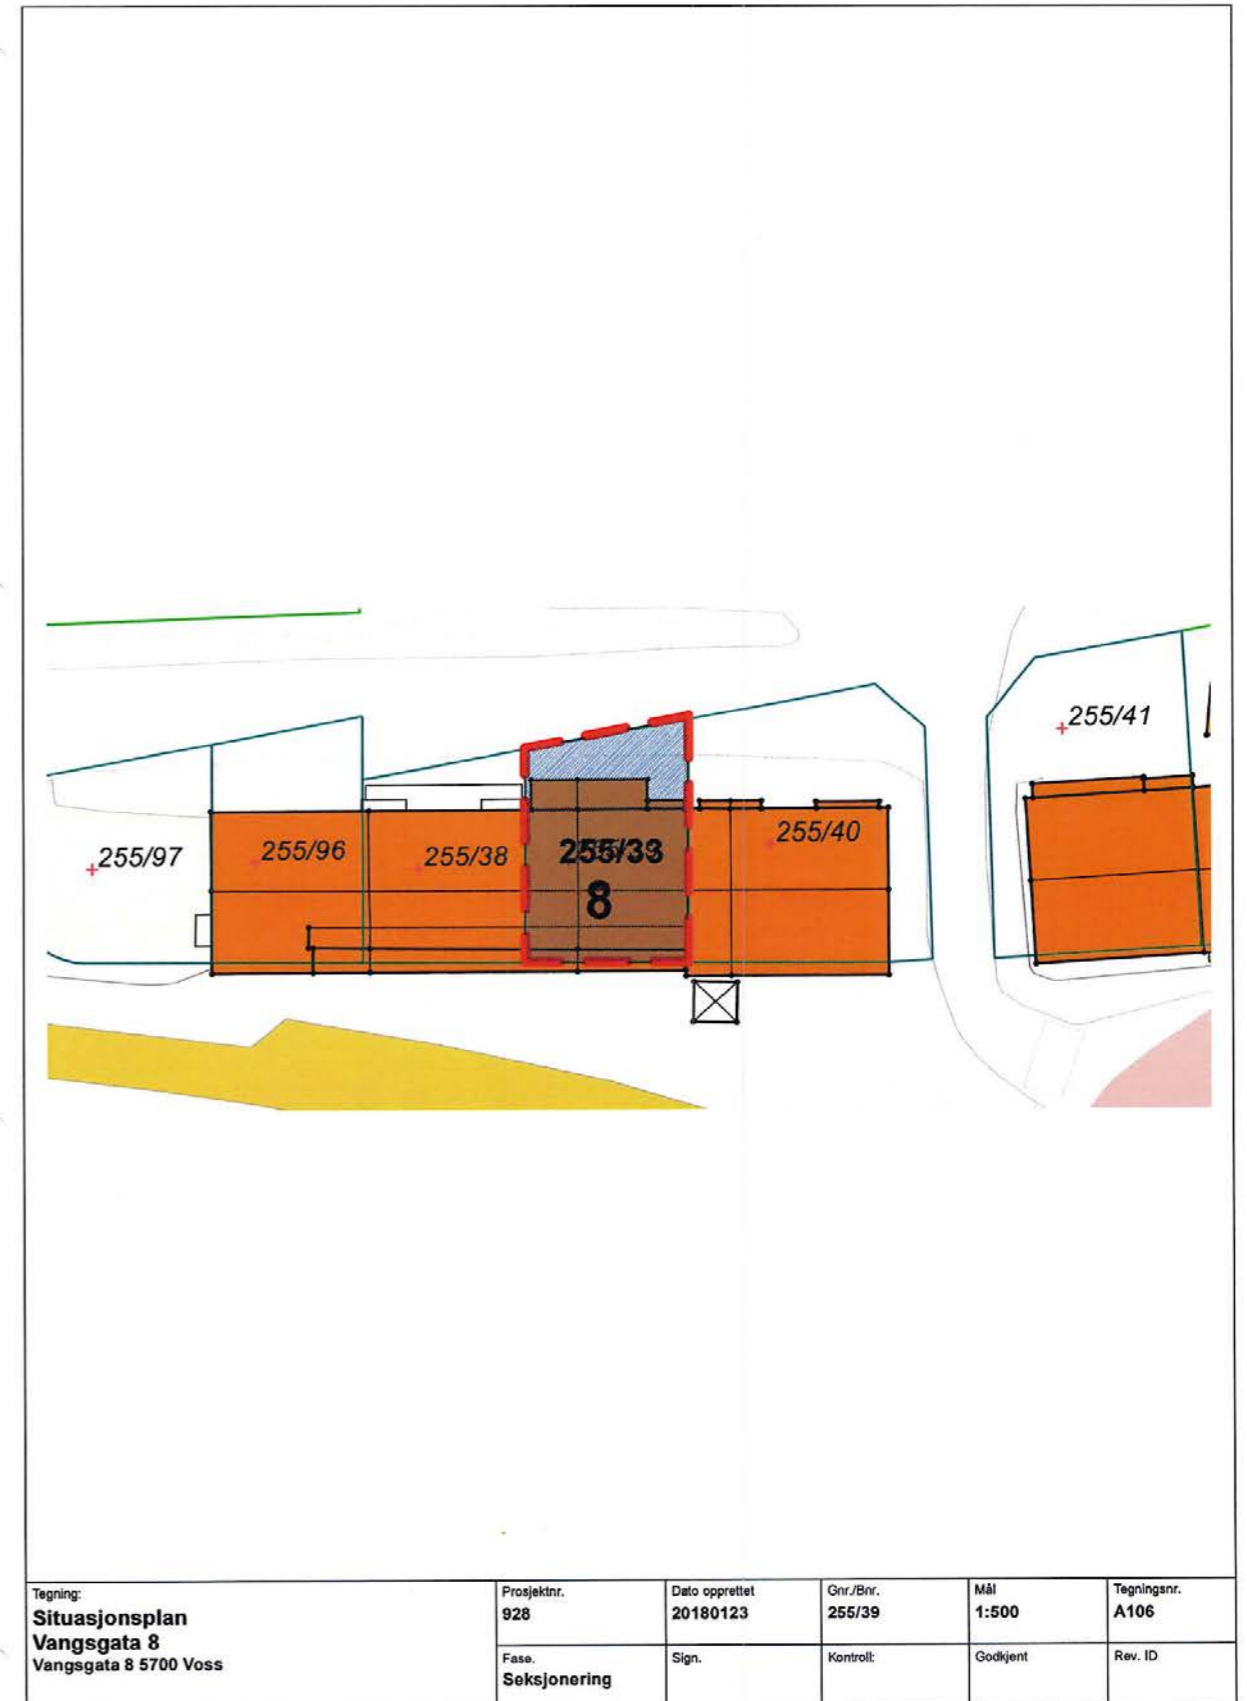 255/41
255/97
255/96
255/38
255/33
255/40
8
Tegning:
Situasjonsplan
Vangsgata 8
Vangsgata 8 5700 Voss
Prosjektnr.
928
Dato opprettet
20180123
Gnr./Bnr.
255/39
Mål
1:500
Tegningsnr.
A106
Fase.
Seksjonering
Sign.
Kontroll:
Godkjent
Rev. ID